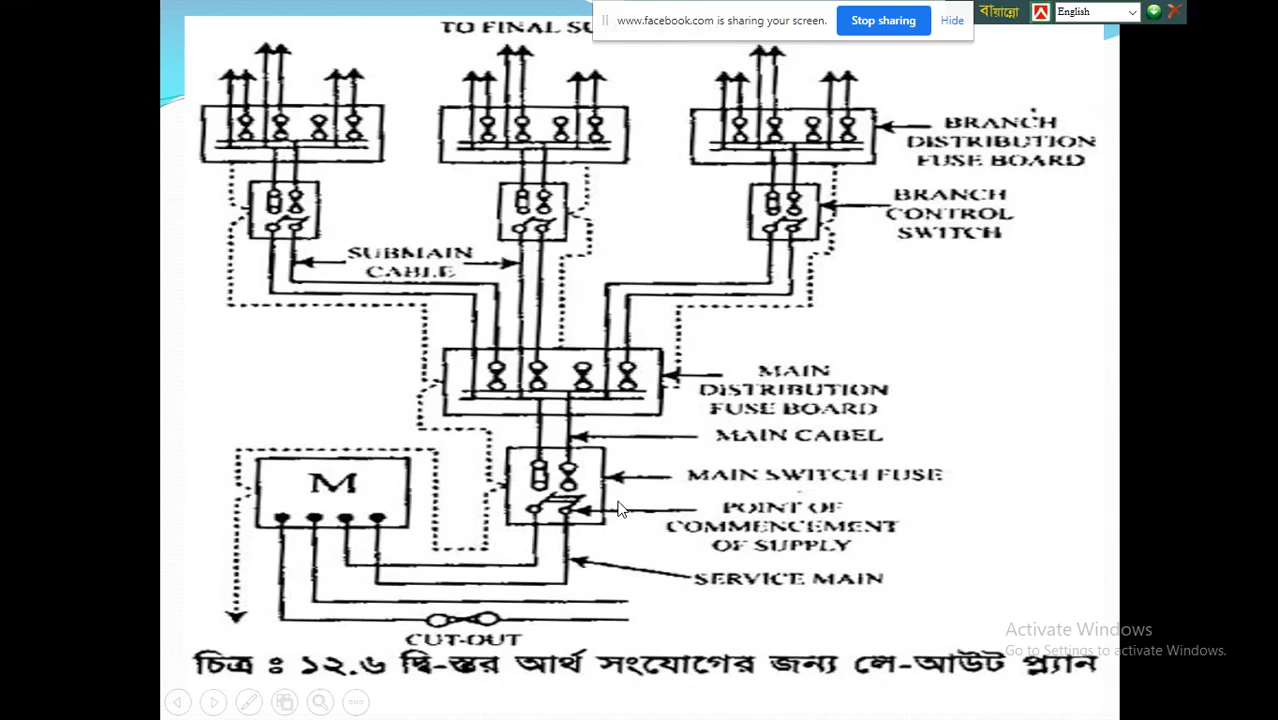 www.facebook.com is sharing your screen.
Stop sharing
Hide
বায়ান্নো
English
TO FINAL
BRANCH
DISTRIBUTION
FUSE BOARD
BRANCH
CONTROL
SWITCH
SUBMAIN
CABLE
MAIN
DISTRIBUTION
FUSE BOARD
MAIN CABEL
M
MAIN SWITCH FUSE
POINT OF
COMMENCEMENT
OF SUPPLY
SERVICE MAIN
CUT-OUT
Activate Windows
Go to Settings to activate Windows.
চিত্র ঃ ১২.৬ দ্বি-স্তর আর্থ সংযোগের জন্য লে-আউট প্ল্যান